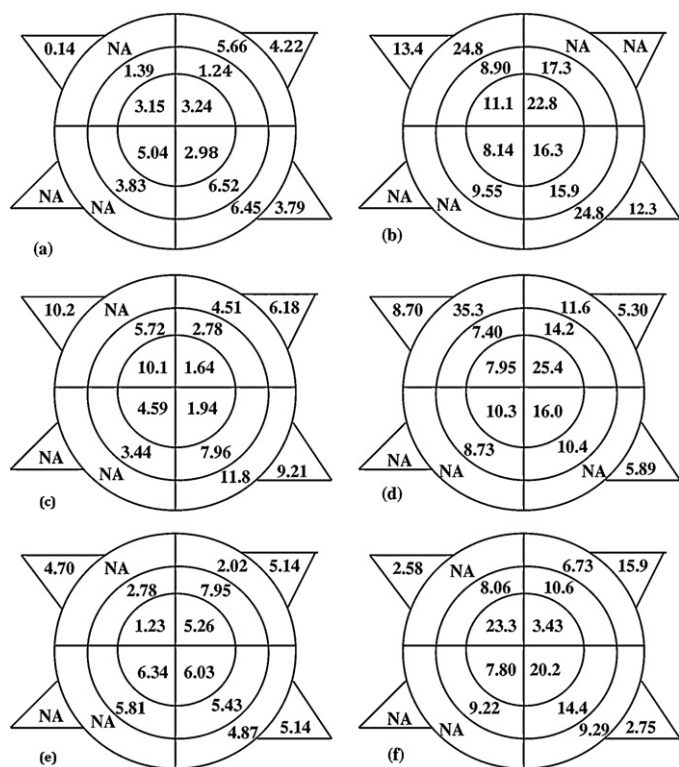 0.14 NA 5.66 4.22
1.39 1.24
3.15 3.24
5.04 2.98
3.83 6.52
NA NA 6.45 3.79
(a)
13.4 24.8 NA NA
8.90 17.3
11.1 22.8
8.14 16.3
9.55 15.9
NA NA 24.8 12.3
(b)
10.2 NA 4.51 6.18
5.72 2.78
10.1 1.64
4.59 1.94
3.44 7.96
NA NA 11.8 9.21
(c)
8.70 35.3 11.6 5.30
7.40 14.2
7.95 25.4
10.3 16.0
8.73 10.4
NA NA NA 5.89
(d)
4.70 NA 2.02 5.14
2.78 7.95
1.23 5.26
6.34 6.03
5.81 5.43
NA NA 4.87 5.14
(e)
2.58 NA 6.73 15.9
8.06 10.6
23.3 3.43
7.80 20.2
9.22 14.4
NA NA 9.29 2.75
(f)